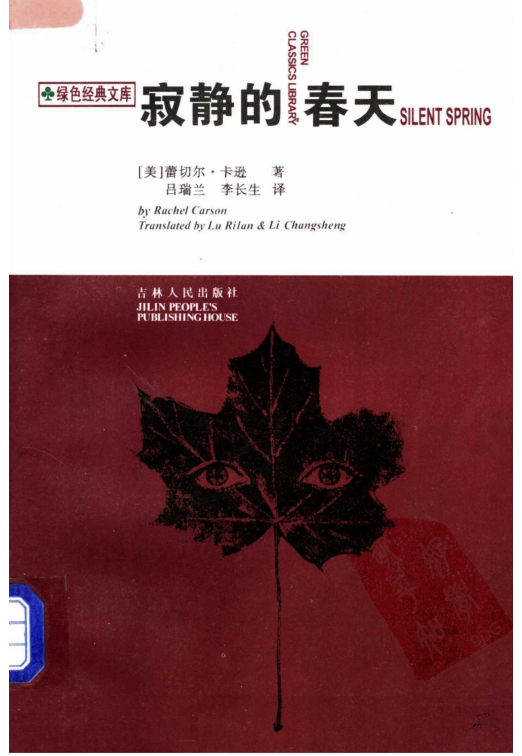 绿色经典文库
寂静的春天
GREEN
CLASSICS LIBRARY
SILENT SPRING
[美]蕾切尔·卡逊 著
吕瑞兰 李长生 译
by Rachel Carson
Translated by Lu Rilan & Li Changsheng
吉林人民出版社
JILIN PEOPLE'S
PUBLISHING HOUSE